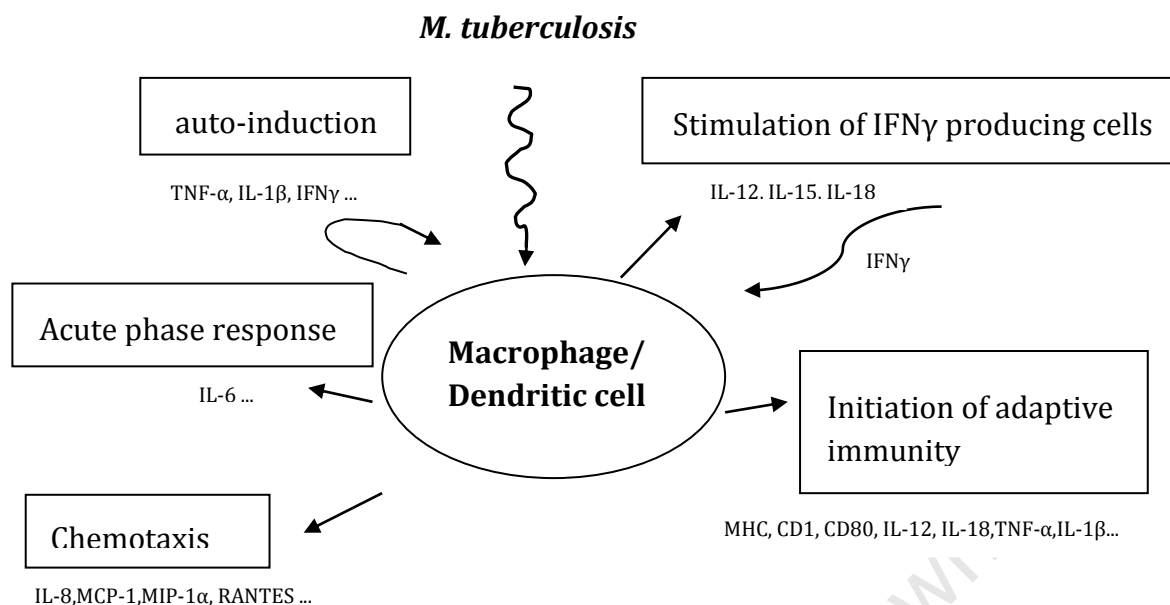 M. tuberculosis
auto-induction
TNF-α, IL-1β, IFNγ ...
Stimulation of IFNγ producing cells
IL-12. IL-15. IL-18
IFNγ
Acute phase response
IL-6 ...
Macrophage/
Dendritic cell
Initiation of adaptive
immunity
MHC, CD1, CD80, IL-12, IL-18,TNF-α,IL-1β...
Chemotaxis
IL-8,MCP-1,MIP-1α, RANTES ...